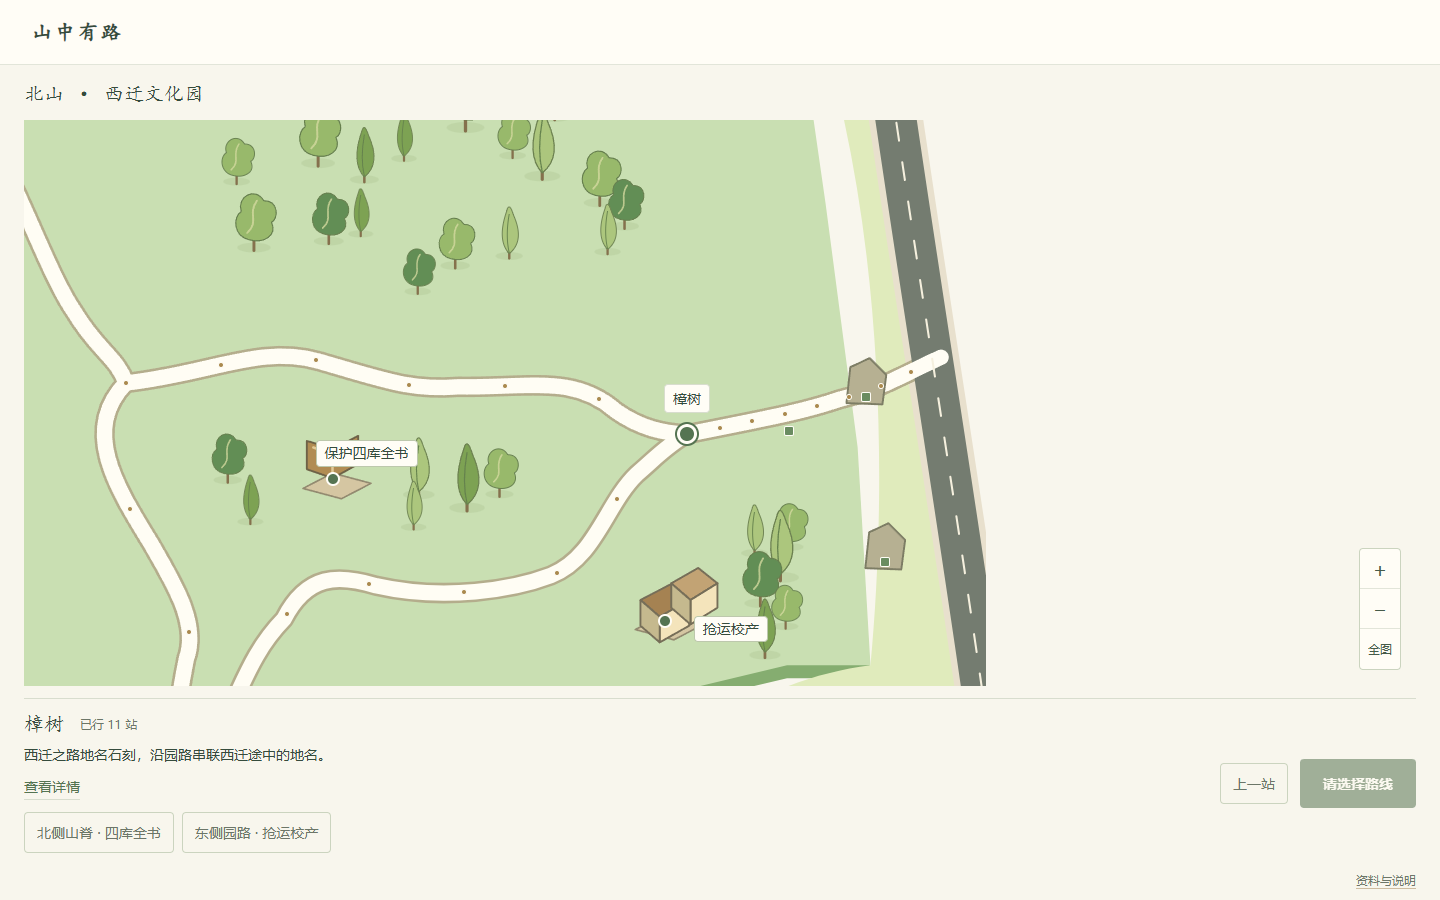 山中有路
北山 • 西迁文化园
樟树
保护四库全书
抢运校产
+
−
全图
樟树 已行 11 站
西迁之路地名石刻，沿园路串联西迁途中的地名。
查看详情
上一站 请选择路线
北侧山脊 · 四库全书 东侧园路 · 抢运校产
资料与说明